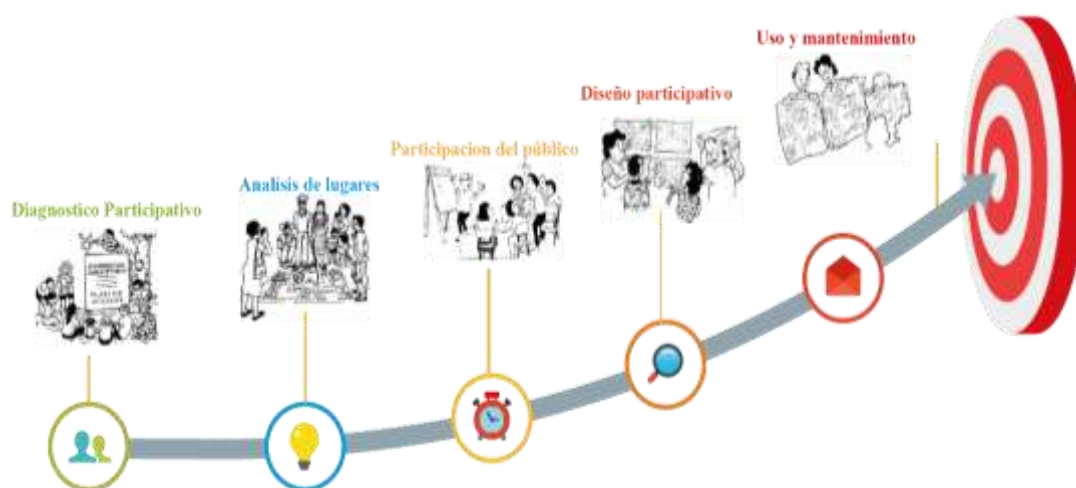 Diagnostico Participativo
Analisis de lugares
Participacion del público
Diseño participativo
Uso y mantenimiento